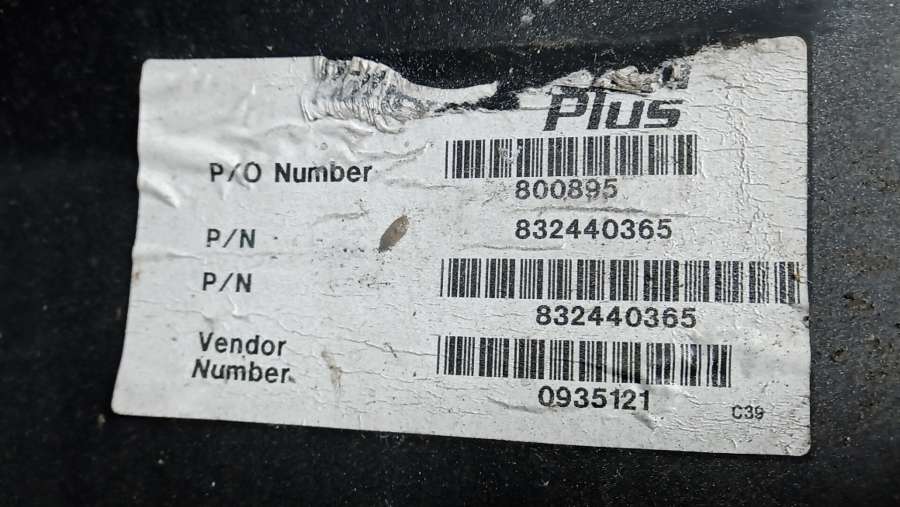 Plus
P/O Number
800895
P/N 832440365
P/N
832440365
Vendor
Number
0935121
C39